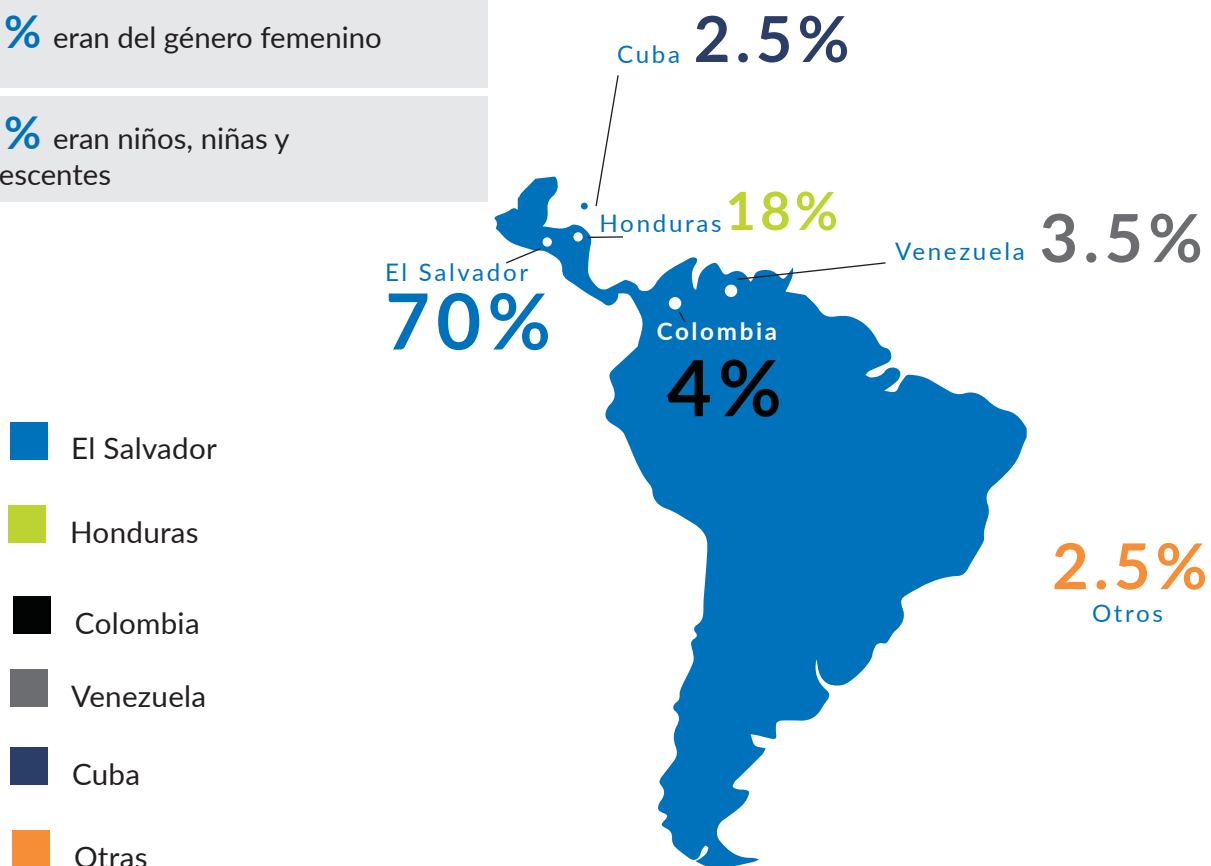 % eran del género femenino
% eran niños, niñas y
escentes
Cuba 2.5%
Honduras 18%
Venezuela 3.5%
El Salvador
70%
Colombia
4%
El Salvador
Honduras
Colombia
Venezuela
Cuba
Otras
2.5%
Otros